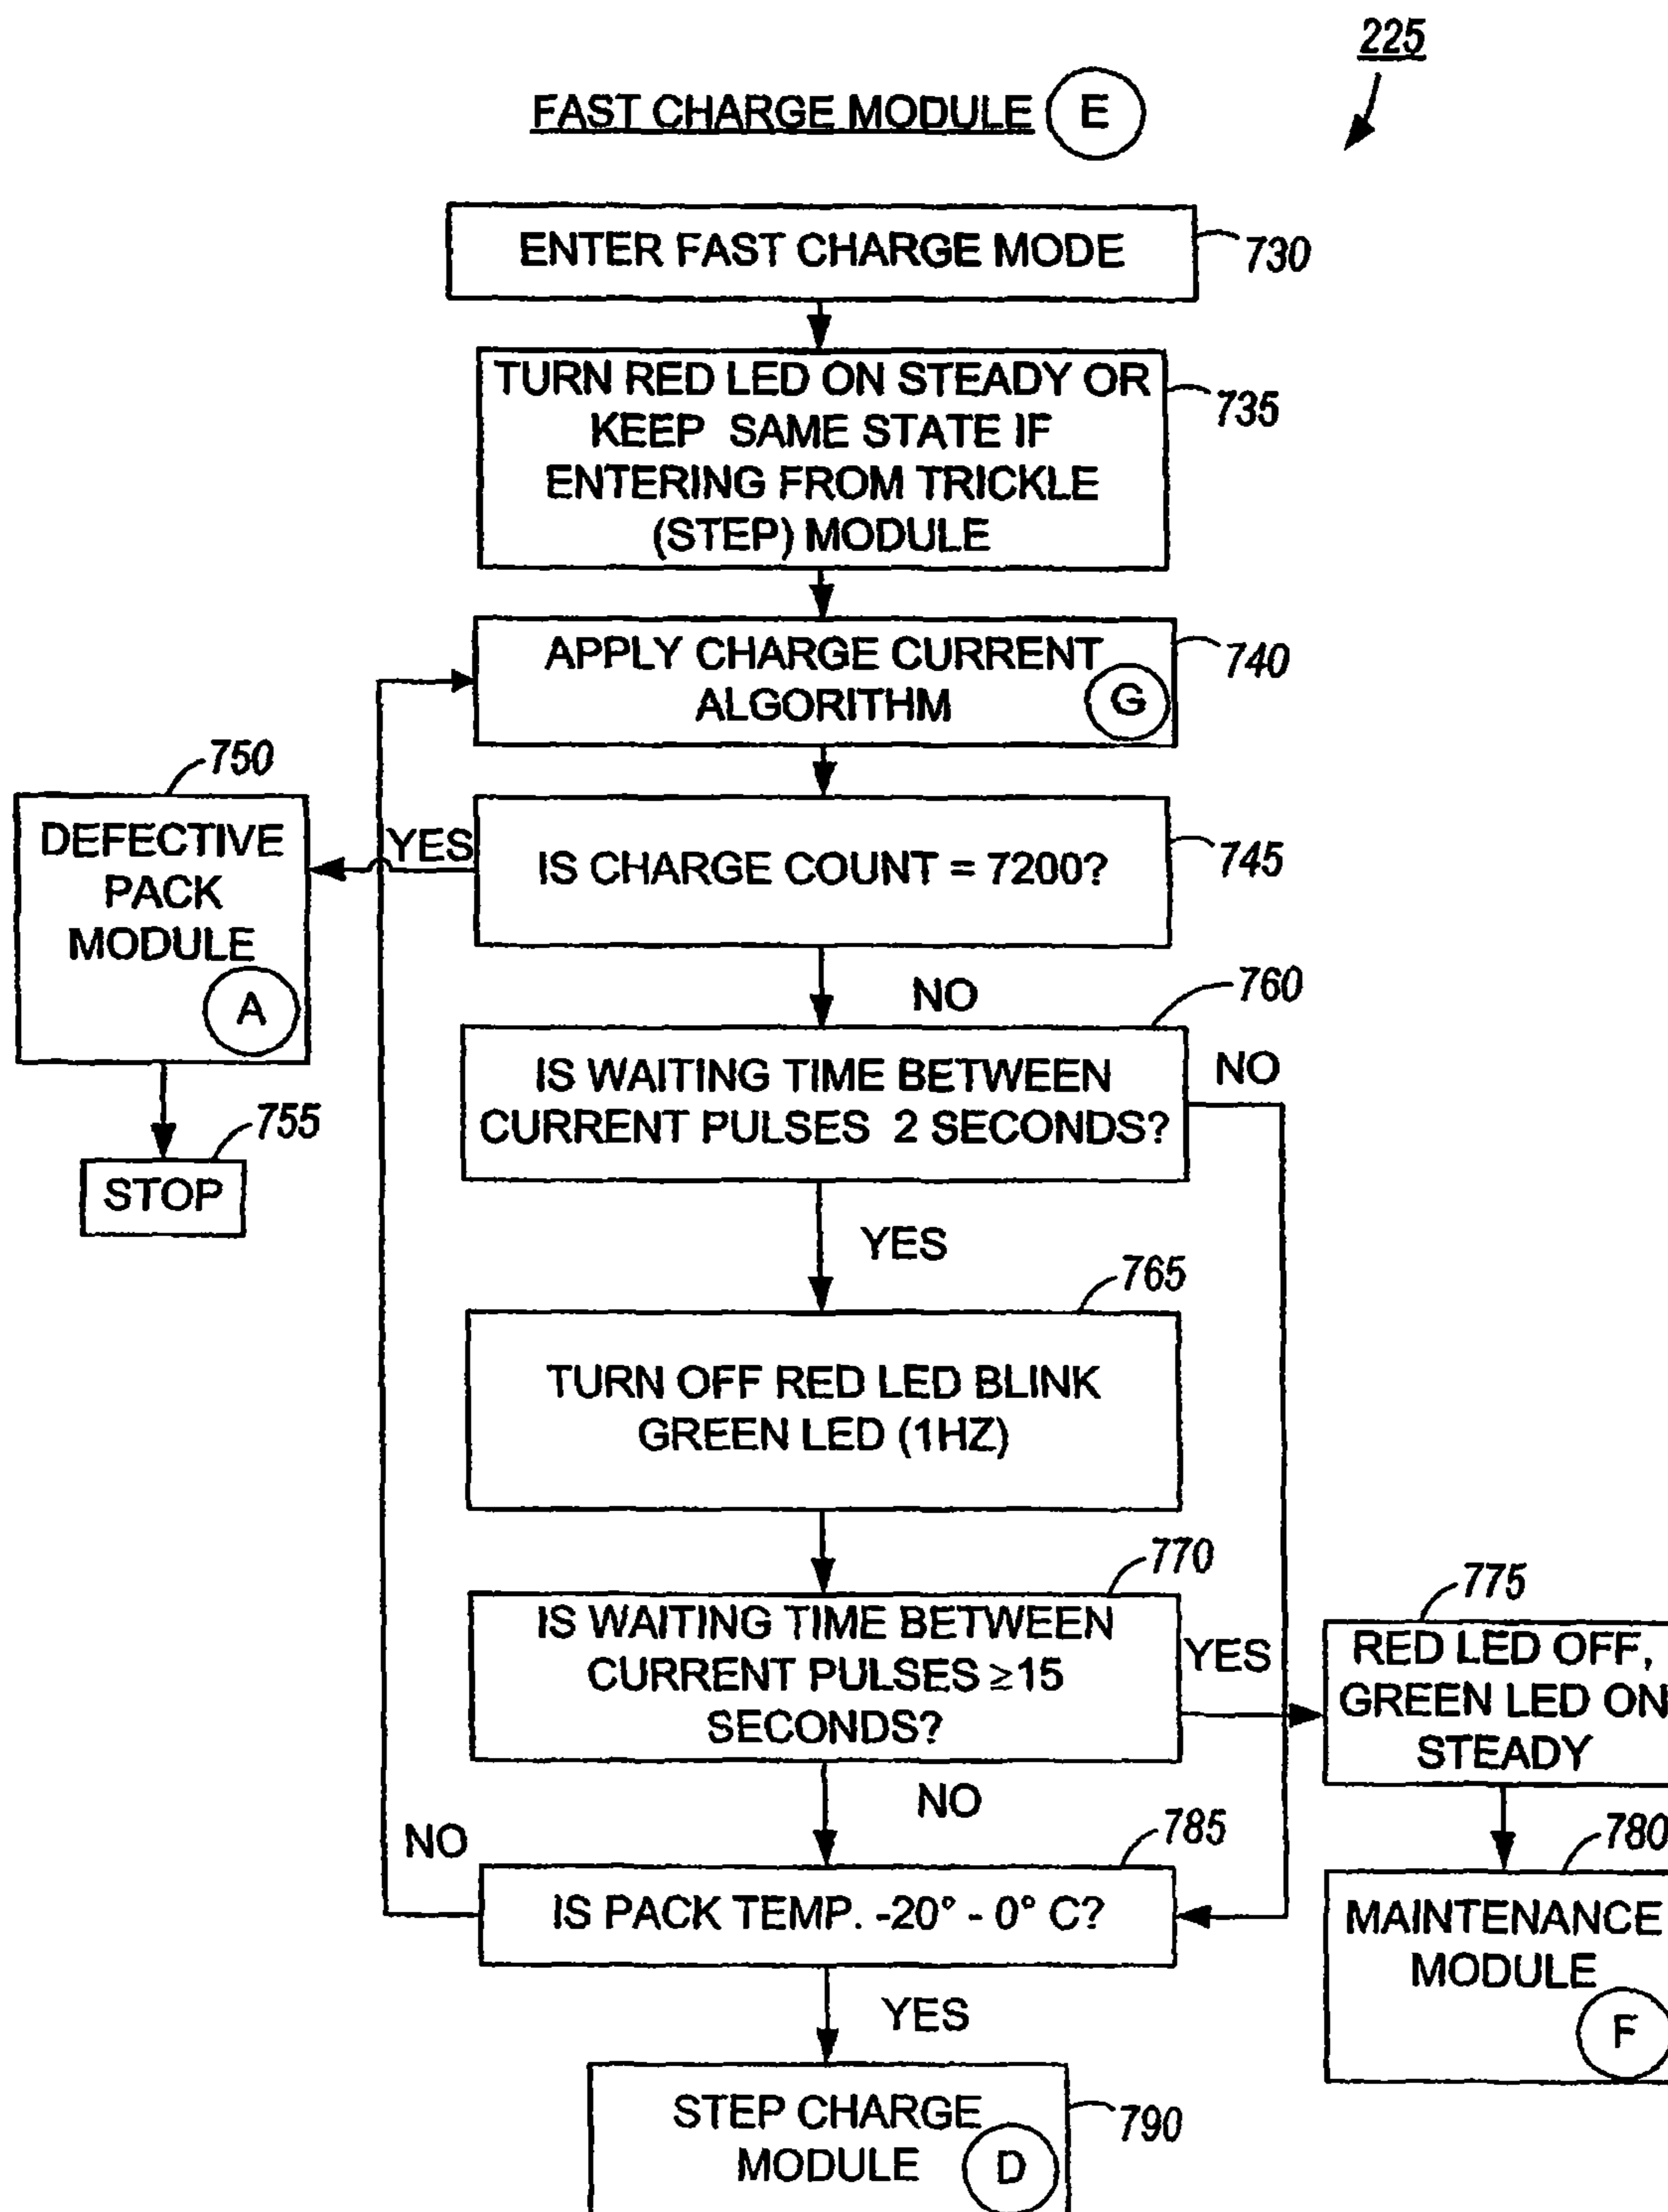 225
FAST CHARGE MODULE E
ENTER FAST CHARGE MODE
730
TURN RED LED ON STEADY OR
KEEP SAME STATE IF
ENTERING FROM TRICKLE
(STEP) MODULE
735
APPLY CHARGE CURRENT
ALGORITHM
G
740
750
DEFECTIVE
PACK
MODULE
A
YES
IS CHARGE COUNT = 7200?
745
NO
755
STOP
760
IS WAITING TIME BETWEEN
CURRENT PULSES 2 SECONDS?
NO
YES
765
TURN OFF RED LED BLINK
GREEN LED (1HZ)
770
IS WAITING TIME BETWEEN
CURRENT PULSES ≥15
SECONDS?
YES
775
RED LED OFF,
GREEN LED ON
STEADY
NO
NO
785
IS PACK TEMP. -20° - 0° C?
780
MAINTENANCE
MODULE
F
YES
STEP CHARGE
MODULE
D
790